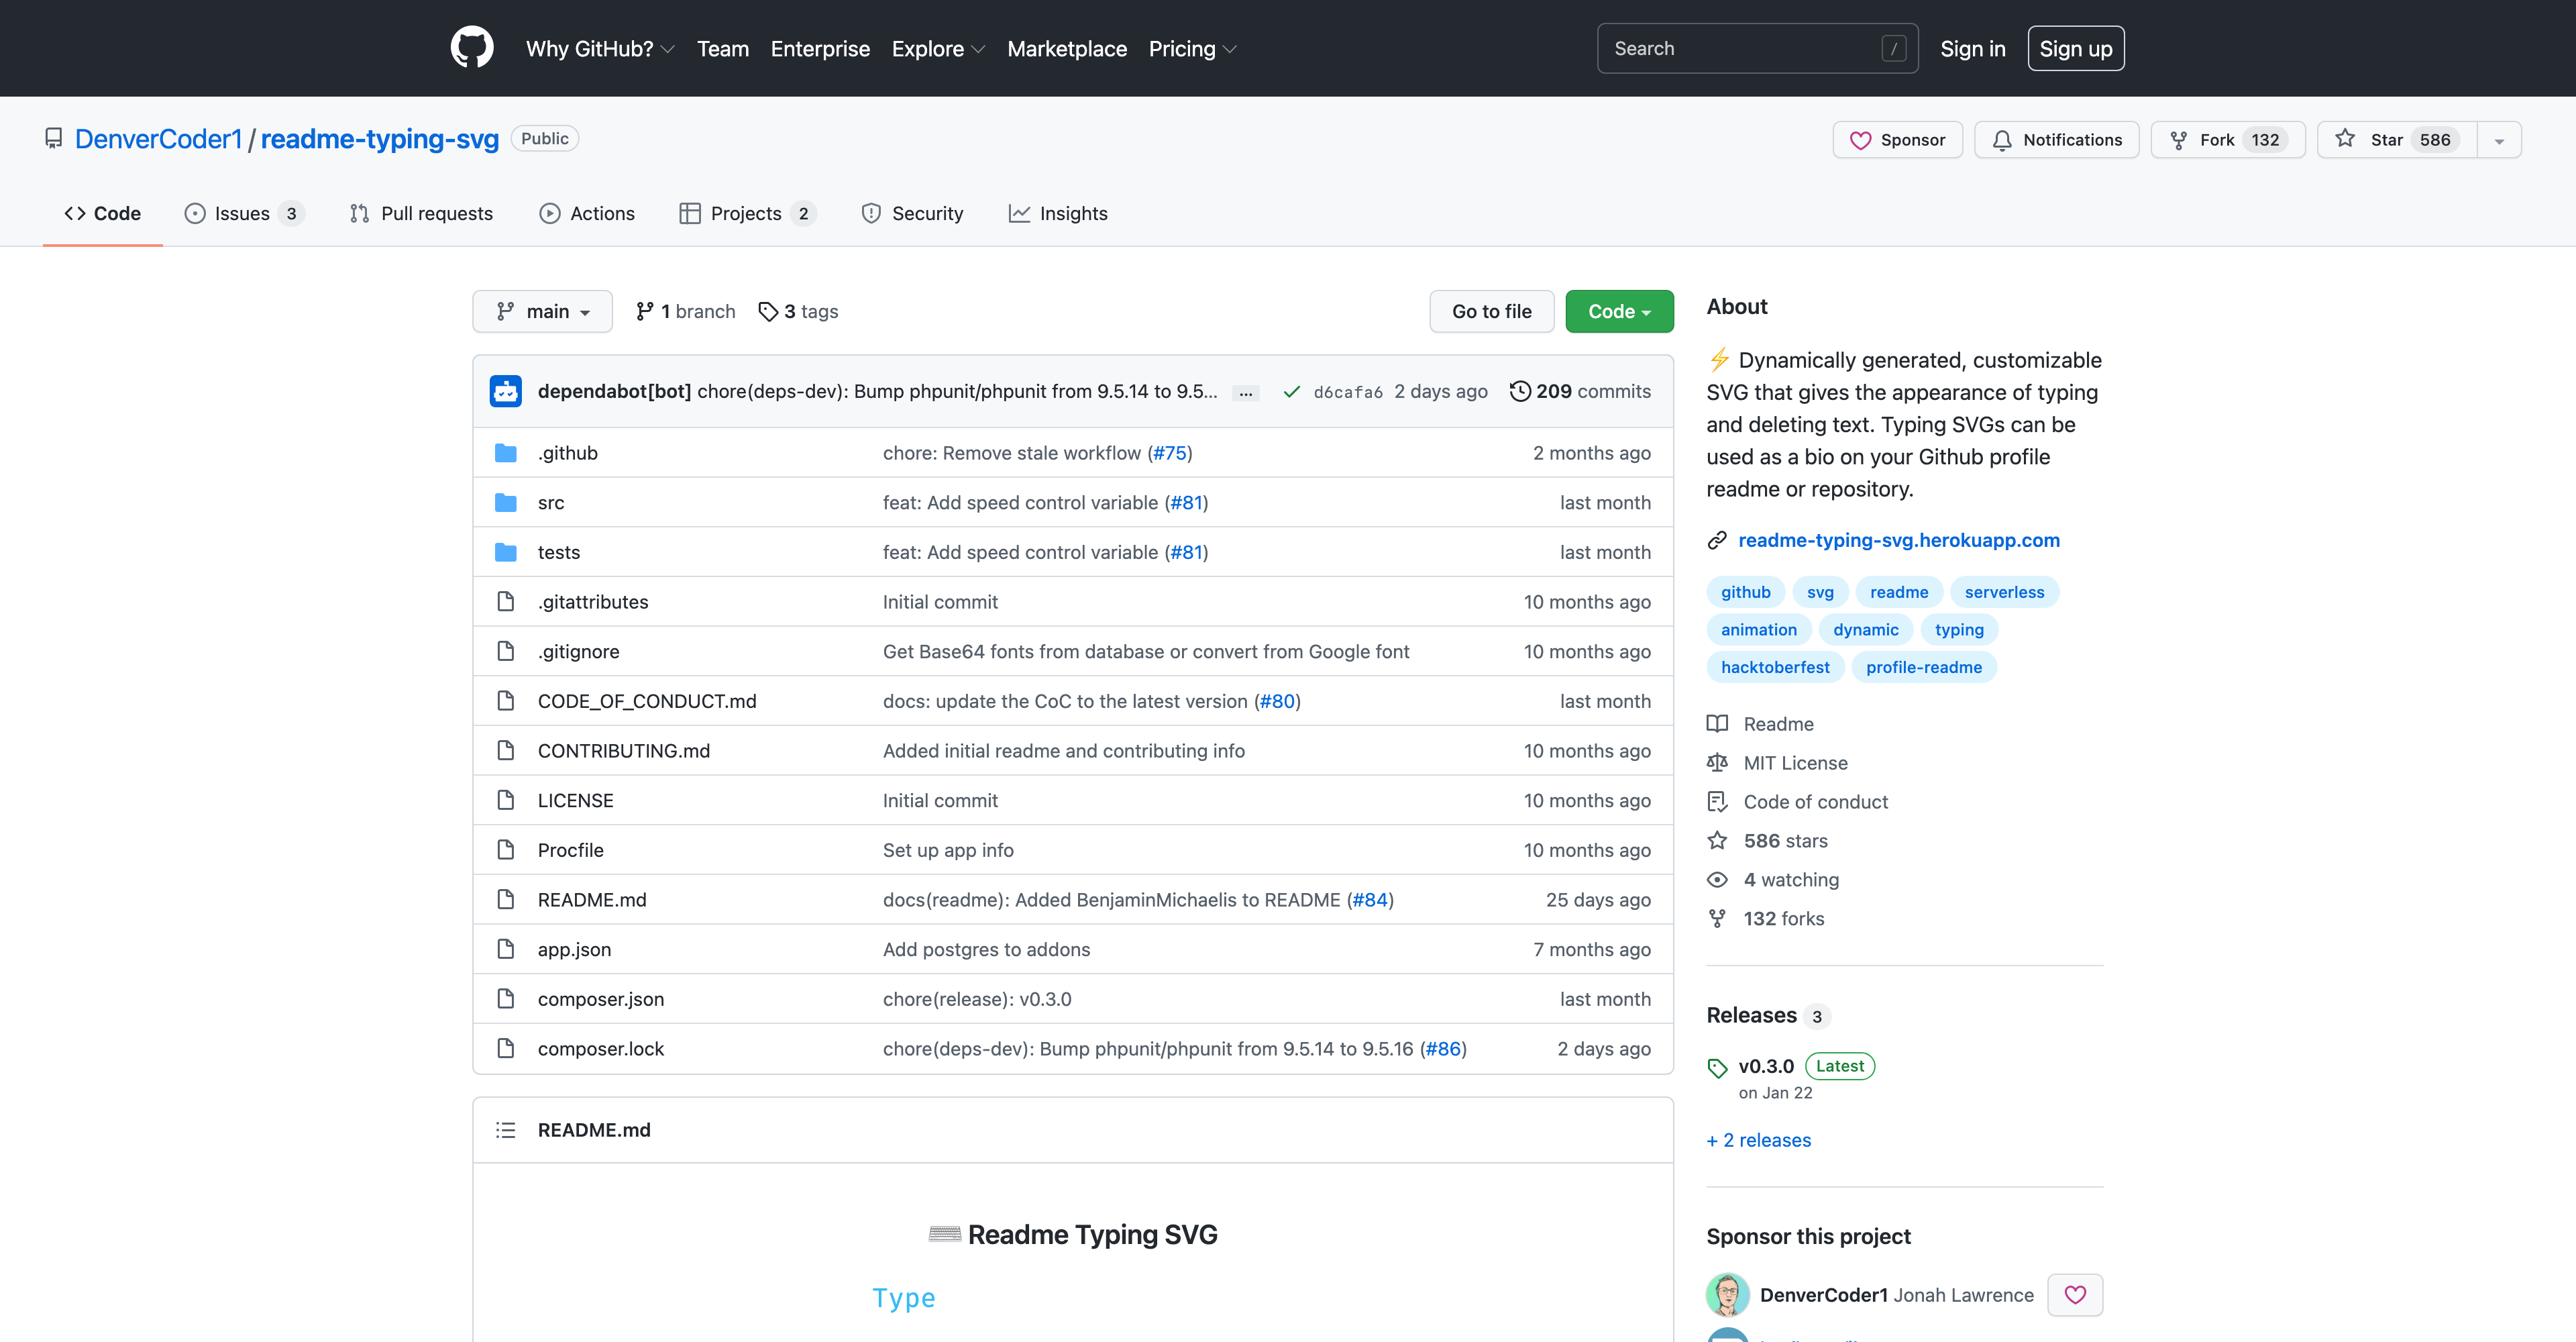 Why GitHub? Team Enterprise Explore Marketplace Pricing Search / Sign in Sign up
DenverCoder1 / readme-typing-svg Public Sponsor Notifications Fork 132 Star 586
Code Issues 3 Pull requests Actions Projects 2 Security Insights
main 1 branch 3 tags Go to file Code
dependabot[bot] chore(deps-dev): Bump phpunit/phpunit from 9.5.14 to 9.5... ... d6cafa6 2 days ago 209 commits
.github chore: Remove stale workflow (#75) 2 months ago
src feat: Add speed control variable (#81) last month
tests feat: Add speed control variable (#81) last month
.gitattributes Initial commit 10 months ago
.gitignore Get Base64 fonts from database or convert from Google font 10 months ago
CODE_OF_CONDUCT.md docs: update the CoC to the latest version (#80) last month
CONTRIBUTING.md Added initial readme and contributing info 10 months ago
LICENSE Initial commit 10 months ago
Procfile Set up app info 10 months ago
README.md docs(readme): Added BenjaminMichaelis to README (#84) 25 days ago
app.json Add postgres to addons 7 months ago
composer.json chore(release): v0.3.0 last month
composer.lock chore(deps-dev): Bump phpunit/phpunit from 9.5.14 to 9.5.16 (#86) 2 days ago
README.md
Readme Typing SVG
Type
About
⚡ Dynamically generated, customizable
SVG that gives the appearance of typing
and deleting text. Typing SVGs can be
used as a bio on your Github profile
readme or repository.
readme-typing-svg.herokuapp.com
github svg readme serverless
animation dynamic typing
hacktoberfest profile-readme
Readme
MIT License
Code of conduct
586 stars
4 watching
132 forks
Releases 3
v0.3.0 Latest
on Jan 22
+ 2 releases
Sponsor this project
DenverCoder1 Jonah Lawrence